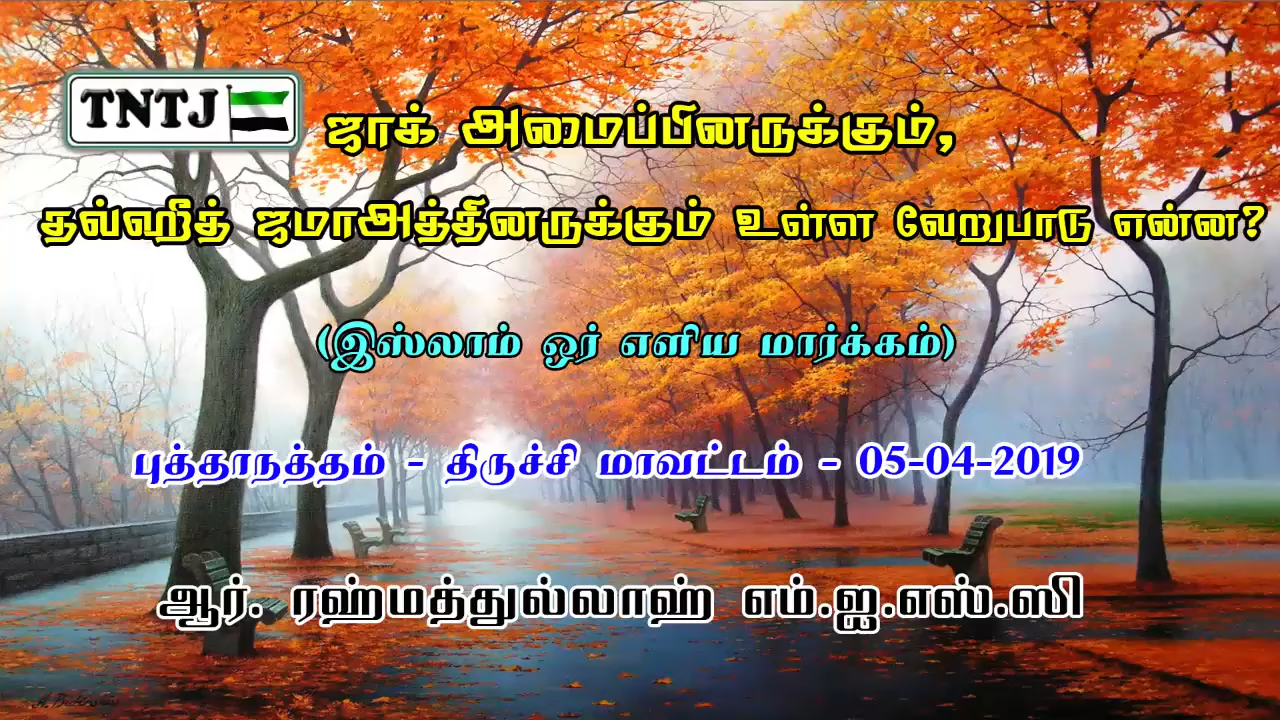 TNTJ
ஜாக் அமைப்பினருக்கும்,
தவ்ஹீத் ஜமாஅத்தினருக்கும் உள்ள வேறுபாடு என்ன?
(இஸ்லாம் ஓர் எளிய மார்க்கம்)
புத்தாநத்தம் - திருச்சி மாவட்டம் - 05-04-2019
ஆர். ரஹ்மத்துல்லாஹ் எம்.ஐ.எஸ்.ஸி